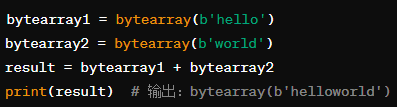 bytearray1 = bytearray(b'hello')
bytearray2 = bytearray(b'world')
result = bytearray1 + bytearray2
print(result)  # 输出: bytearray(b'helloworld')